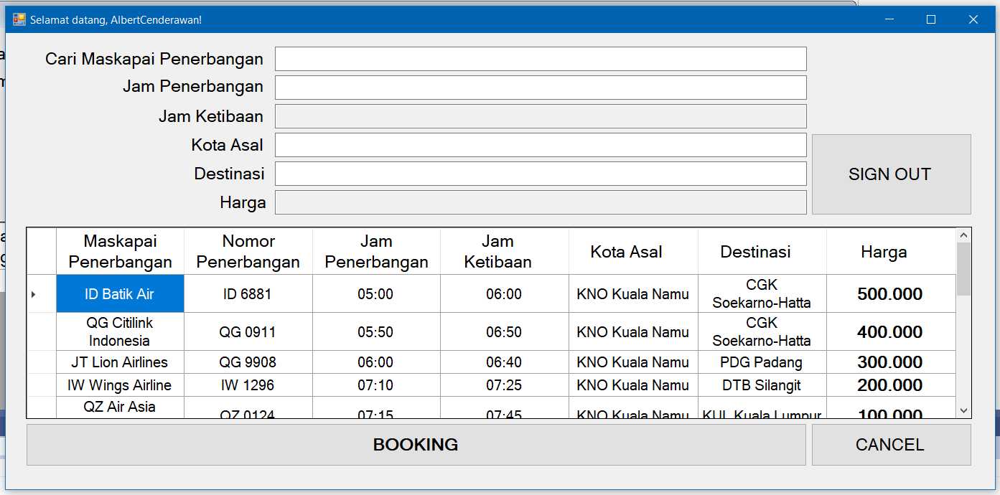 Selamat datang, AlbertCenderawan!
Cari Maskapai Penerbangan
Jam Penerbangan
Jam Ketibaan
Kota Asal
Destinasi
Harga
SIGN OUT
Maskapai Penerbangan Nomor Penerbangan Jam Penerbangan Jam Ketibaan Kota Asal Destinasi Harga
ID Batik Air ID 6881 05:00 06:00 KNO Kuala Namu CGK Soekarno-Hatta 500.000
QG Citilink Indonesia QG 0911 05:50 06:50 KNO Kuala Namu CGK Soekarno-Hatta 400.000
JT Lion Airlines QG 9908 06:00 06:40 KNO Kuala Namu PDG Padang 300.000
IW Wings Airline IW 1296 07:10 07:25 KNO Kuala Namu DTB Silangit 200.000
QZ Air Asia QZ 0124 07:15 07:45 KNO Kuala Namu KUL Kuala Lumpur 100.000
BOOKING
CANCEL